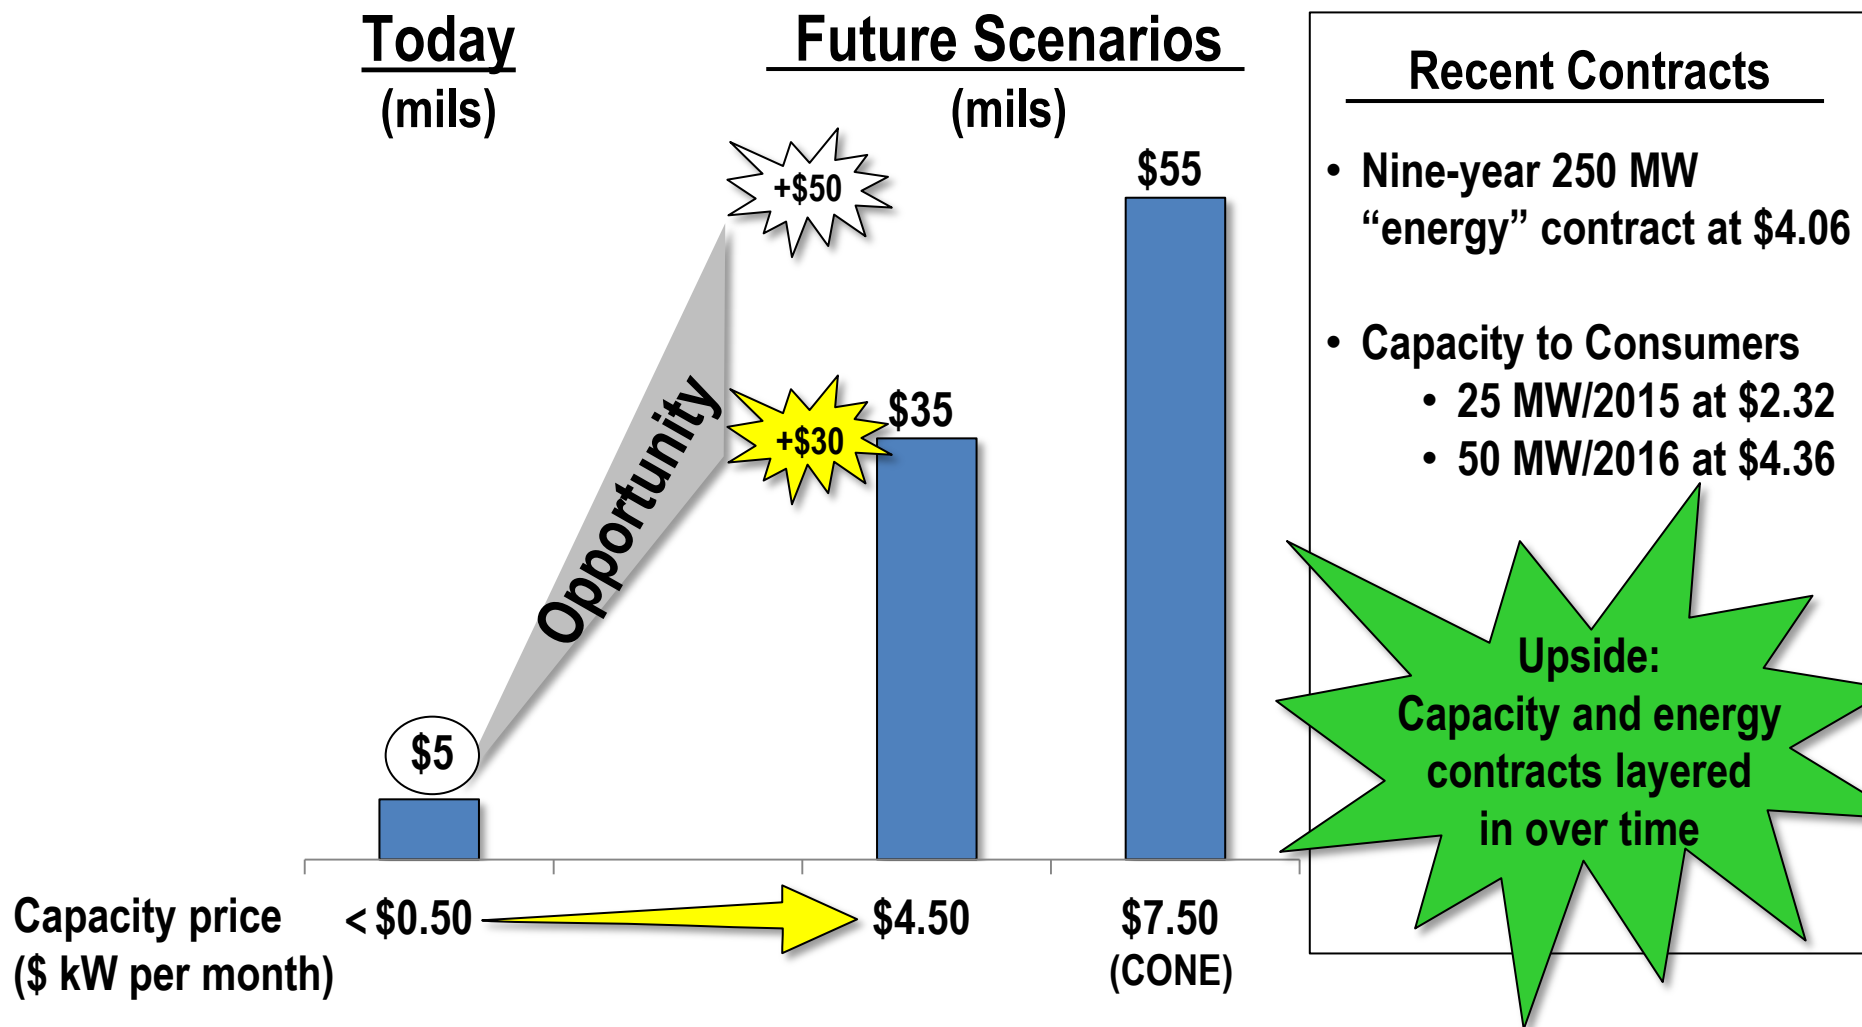 Today
(mils)
Future Scenarios
(mils)
+$50
$55
+$30
$35
Opportunity
$5
Capacity price
($ kW per month)
< $0.50
$4.50
$7.50
(CONE)
Recent Contracts
• Nine-year 250 MW
“energy” contract at $4.06
• Capacity to Consumers
• 25 MW/2015 at $2.32
• 50 MW/2016 at $4.36
Upside:
Capacity and energy
contracts layered
in over time